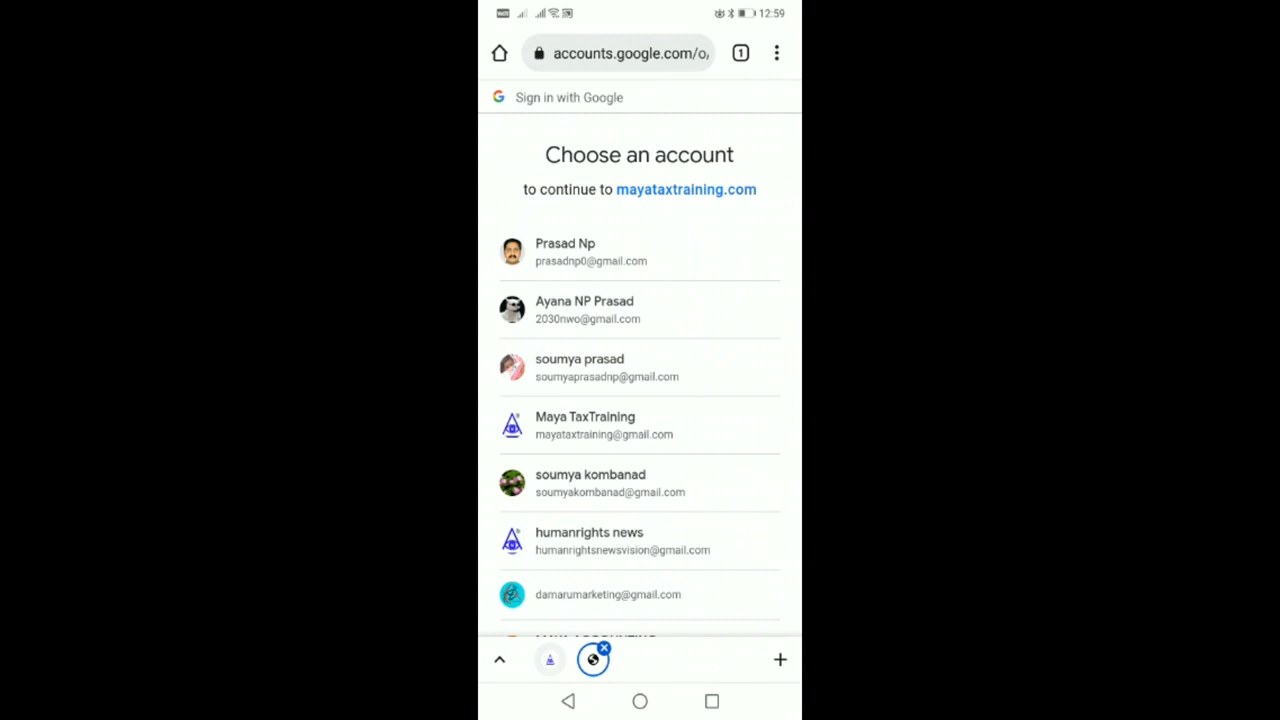 12:59
accounts.google.com/o/
1
Sign in with Google
Choose an account
to continue to mayataxtraining.com
Prasad Np
prasadnp0@gmail.com
Ayana NP Prasad
2030nwo@gmail.com
soumya prasad
soumyaprasadnp@gmail.com
Maya TaxTraining
mayataxtraining@gmail.com
soumya kombanad
soumyakombanad@gmail.com
humanrights news
humanrightsnewsvision@gmail.com
damarumarketing@gmail.com